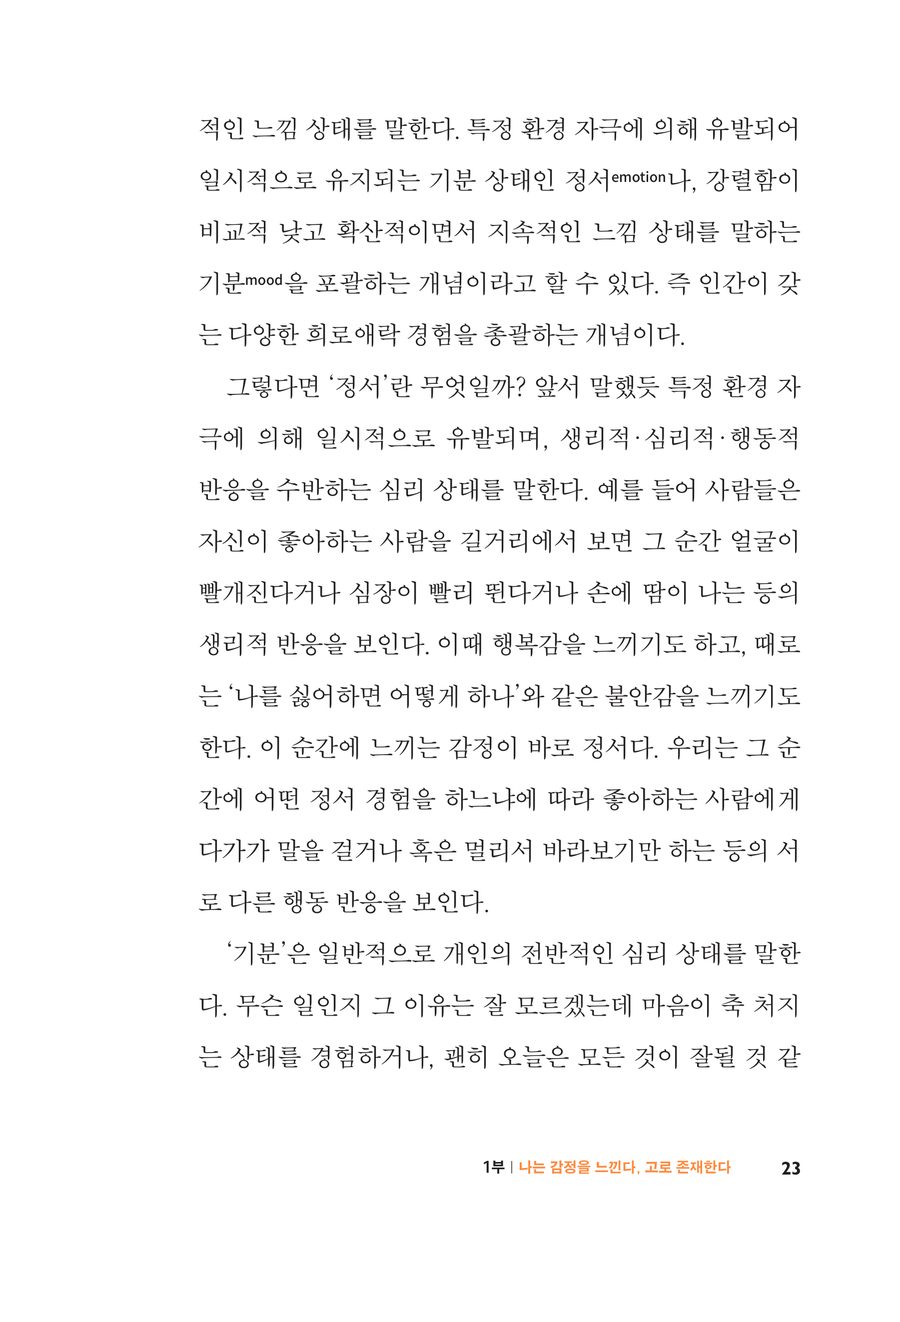 적인 느낌 상태를 말한다. 특정 환경 자극에 의해 유발되어
일시적으로 유지되는 기분 상태인 정서emotion나, 강렬함이
비교적 낮고 확산적이면서 지속적인 느낌 상태를 말하는
기분mood을 포괄하는 개념이라고 할 수 있다. 즉 인간이 갖
는 다양한 희로애락 경험을 총괄하는 개념이다.
그렇다면 ‘정서’란 무엇일까? 앞서 말했듯 특정 환경 자
극에 의해 일시적으로 유발되며, 생리적·심리적·행동적
반응을 수반하는 심리 상태를 말한다. 예를 들어 사람들은
자신이 좋아하는 사람을 길거리에서 보면 그 순간 얼굴이
빨개진다거나 심장이 빨리 뛴다거나 손에 땀이 나는 등의
생리적 반응을 보인다. 이때 행복감을 느끼기도 하고, 때로
는 ‘나를 싫어하면 어떻게 하나’와 같은 불안감을 느끼기도
한다. 이 순간에 느끼는 감정이 바로 정서다. 우리는 그 순
간에 어떤 정서 경험을 하느냐에 따라 좋아하는 사람에게
다가가 말을 걸거나 혹은 멀리서 바라보기만 하는 등의 서
로 다른 행동 반응을 보인다.
‘기분’은 일반적으로 개인의 전반적인 심리 상태를 말한
다. 무슨 일인지 그 이유는 잘 모르겠는데 마음이 축 처지
는 상태를 경험하거나, 괜히 오늘은 모든 것이 잘될 것 같
1부 | 나는 감정을 느낀다, 고로 존재한다 23